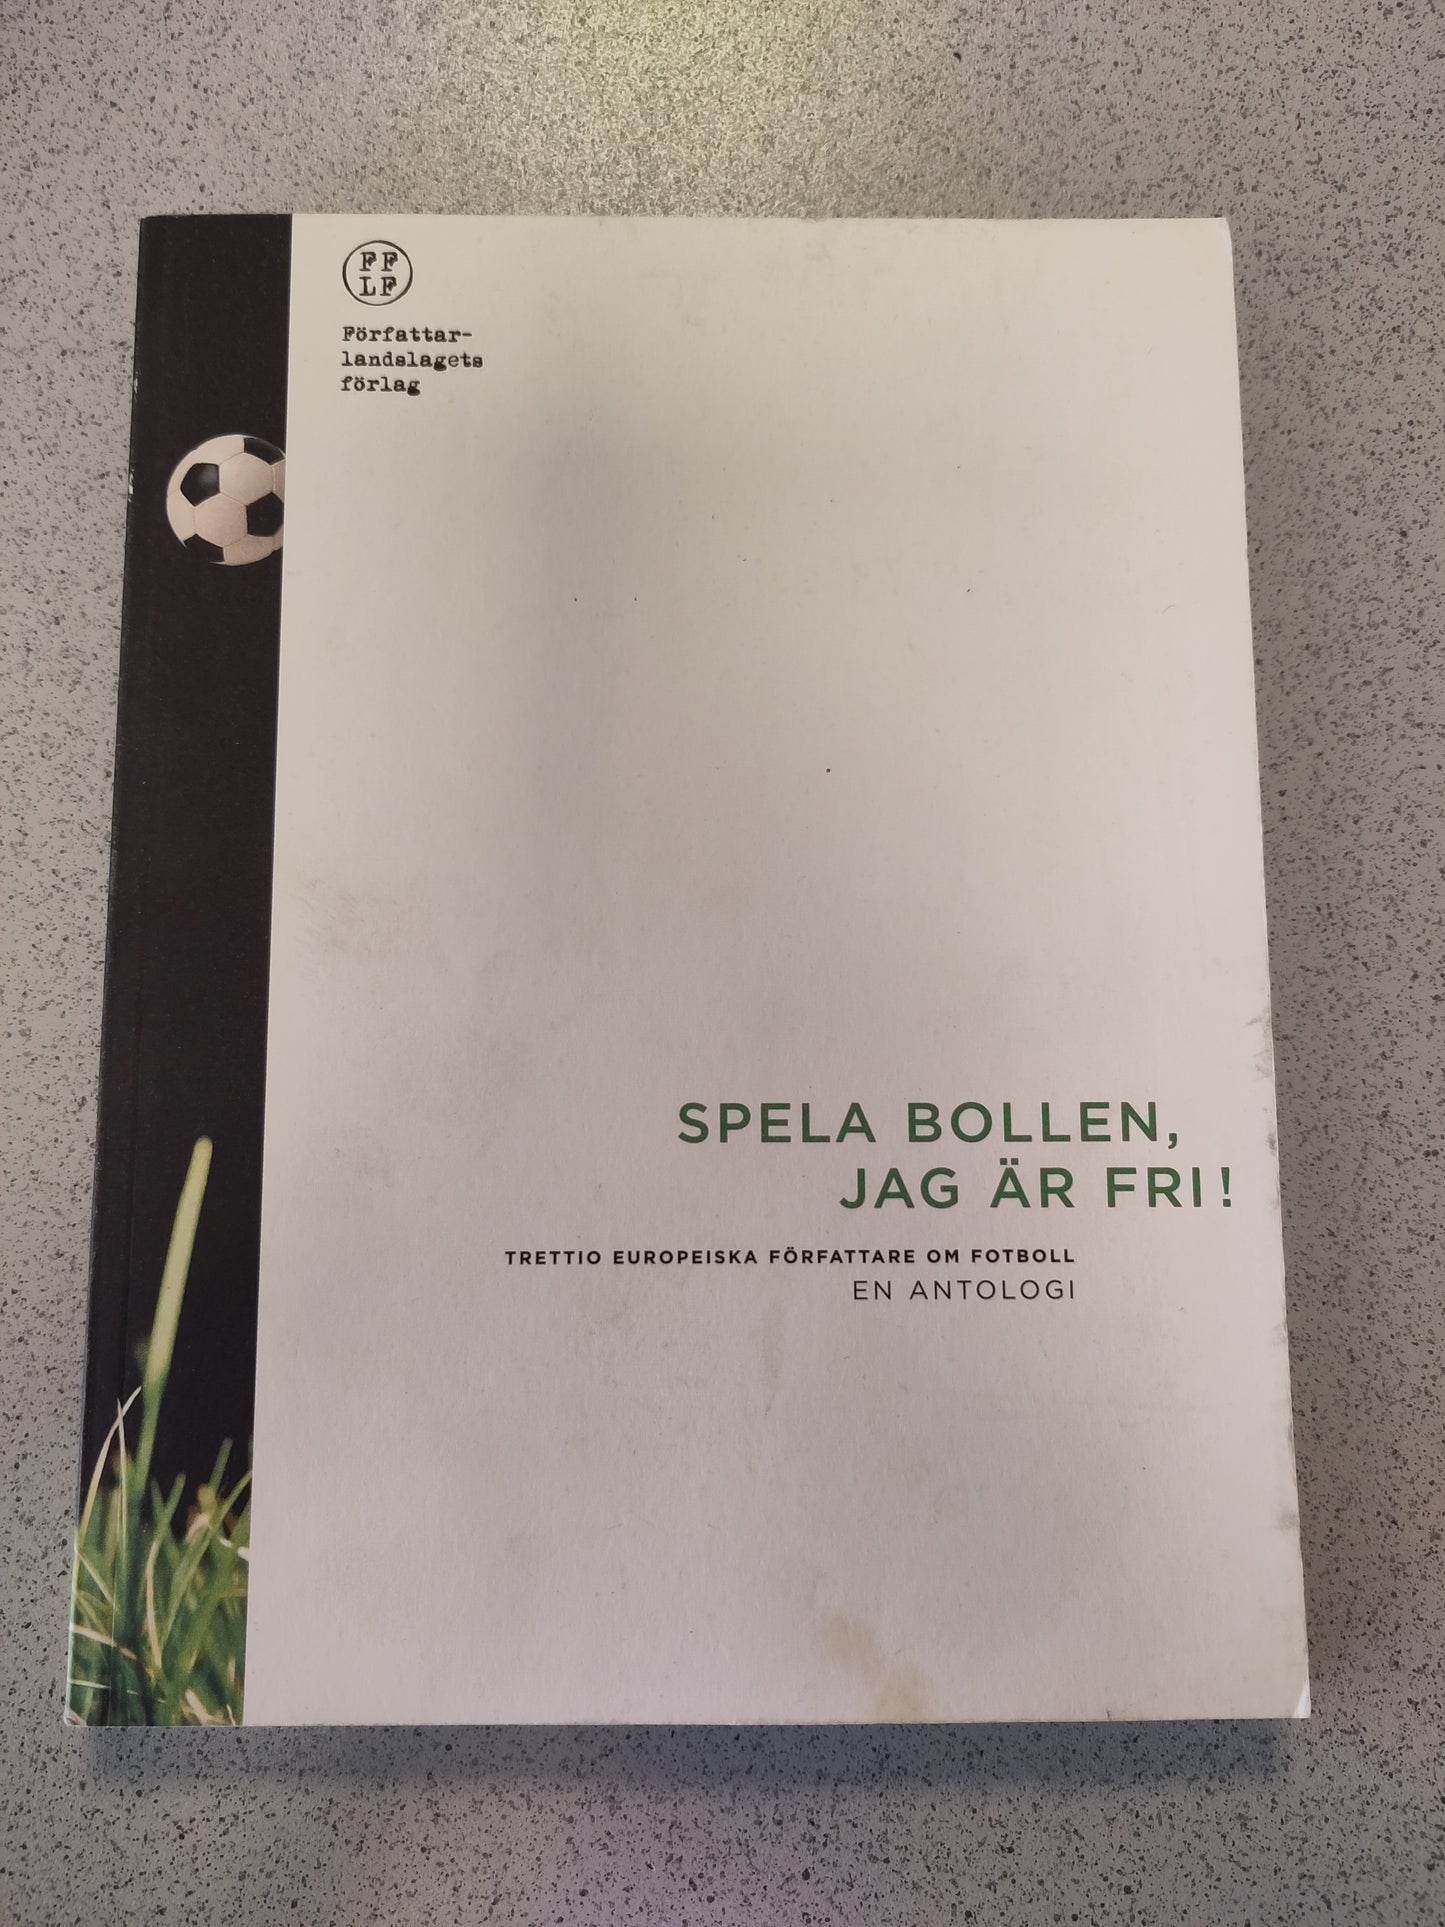 FF
LF
Författar-
landslagets
förlag
SPELA BOLLEN,
JAG ÄR FRI!
TRETTIO EUROPEISKA FÖRFATTARE OM FOTBOLL
EN ANTOLOGI